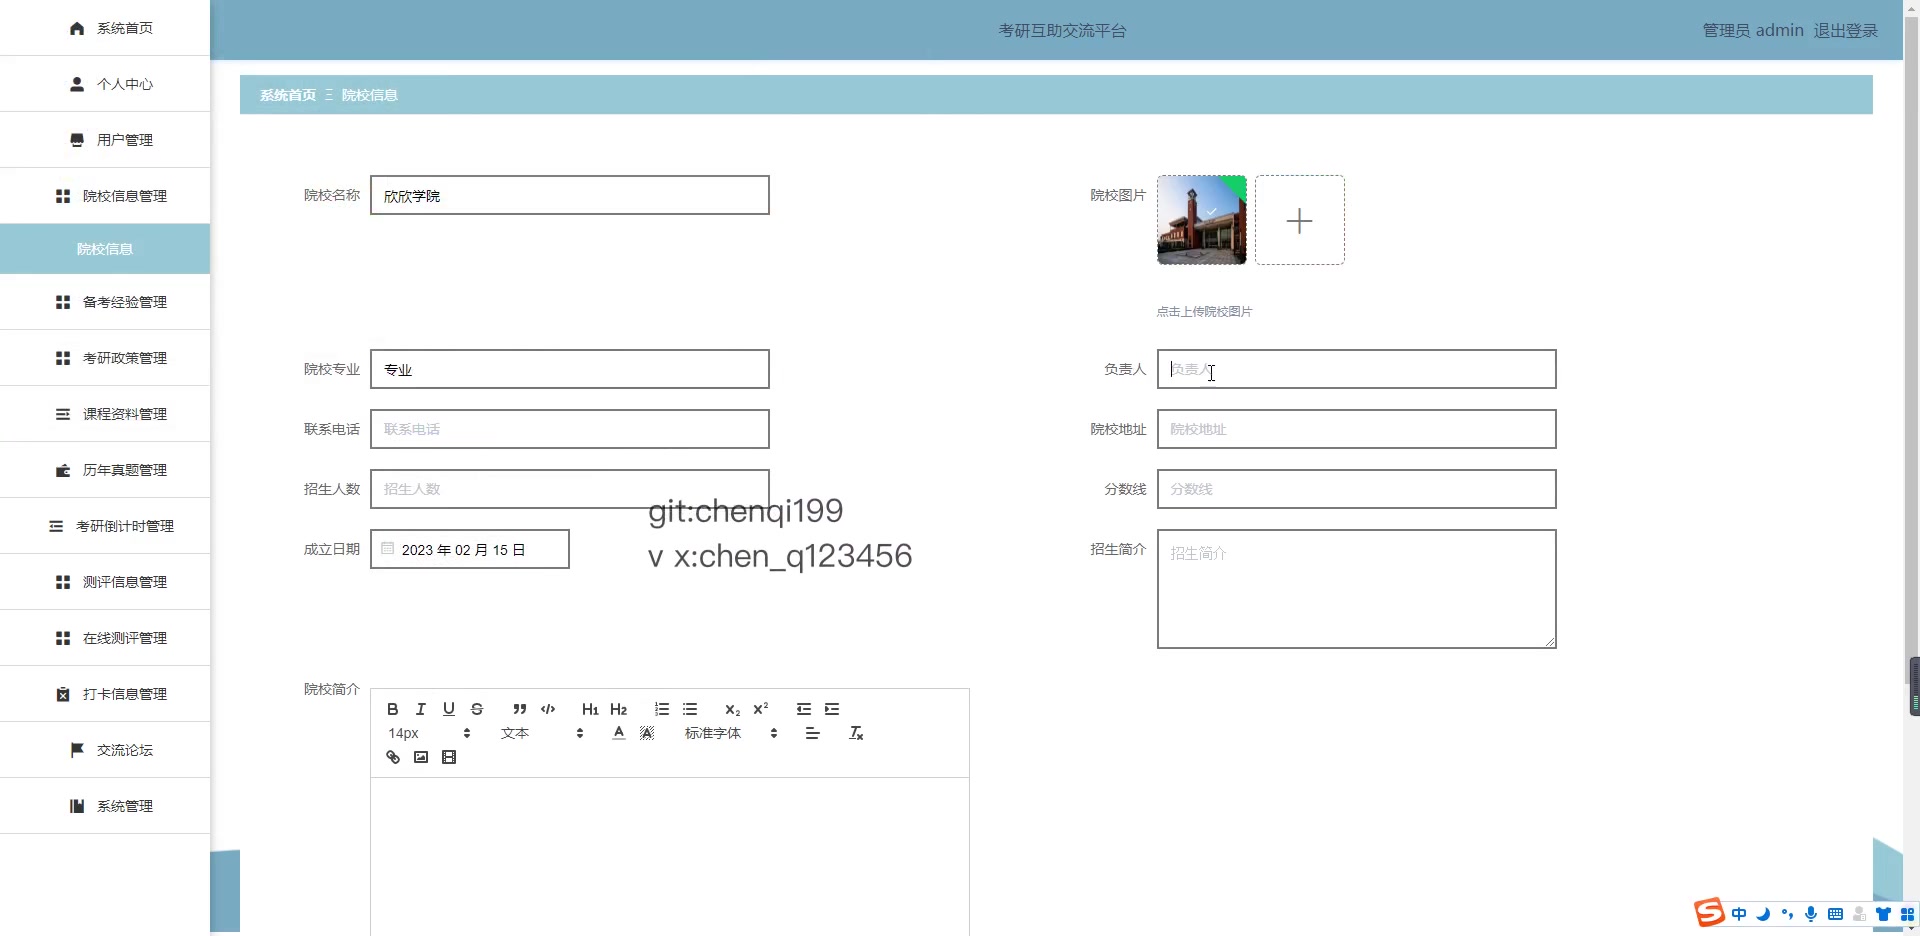 系统首页
个人中心
用户管理
院校信息管理
院校信息
备考经验管理
考研政策管理
课程资料管理
历年真题管理
考研倒计时管理
测评信息管理
在线测评管理
打卡信息管理
交流论坛
系统管理
考研互助交流平台
管理员 admin 退出登录
系统首页 院校信息
院校名称 欣欣学院
院校图片
点击上传院校图片
院校专业 专业
负责人 负责人
联系电话 联系电话
院校地址 院校地址
招生人数 招生人数
分数线 分数线
git:chenqi199
成立日期 2023 年 02 月 15 日
v x:chen_q123456
招生简介 招生简介
院校简介
B I U S H1 H2 X2 X2
14px 文本 A A 标准字体 Tx
S 中